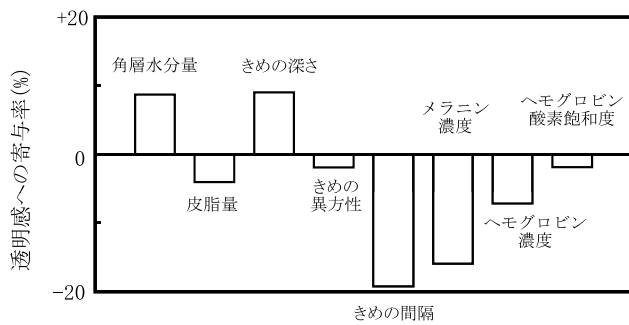 +20
角層水分量
きめの深さ
メラニン
濃度
ヘモグロビン
酸素飽和度
透明感への寄与率(%)
0
皮脂量
きめの
異方性
ヘモグロビン
濃度
-20
きめの間隔